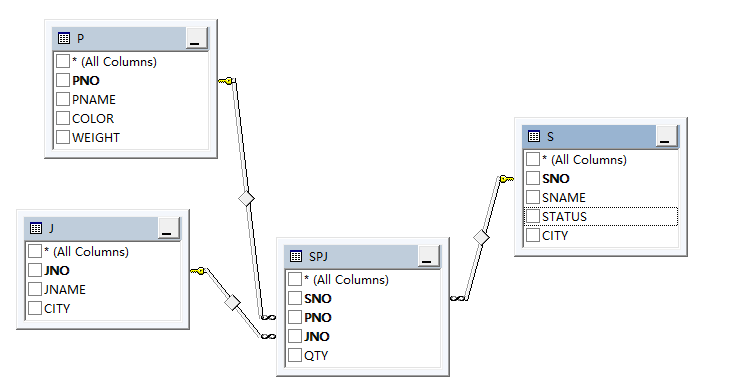 P
* (All Columns)
PNO
PNAME
COLOR
WEIGHT
S
* (All Columns)
SNO
SNAME
STATUS
CITY
J
* (All Columns)
JNO
JNAME
CITY
SPJ
* (All Columns)
SNO
PNO
JNO
QTY